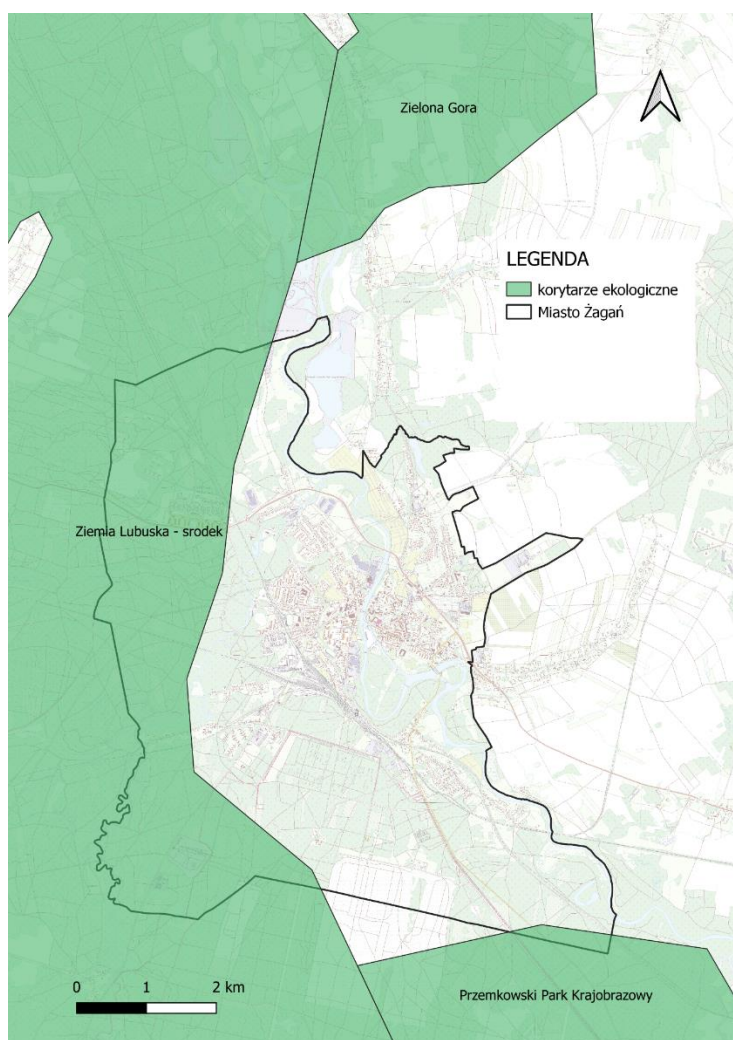 Zielona Gora
LEGENDA
korytarze ekologiczne
Miasto Żagań
Ziemia Lubuska - srodek
0 1 2 km
Przemkowski Park Krajobrazowy